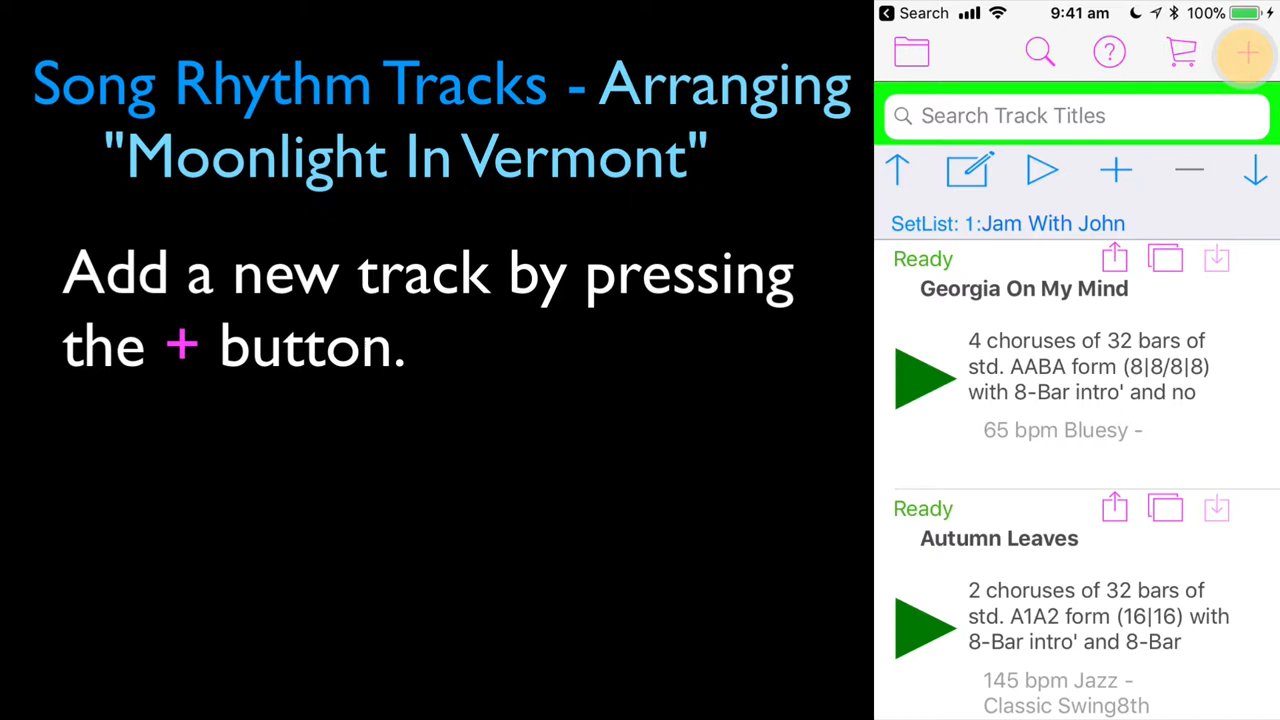 Song Rhythm Tracks - Arranging
"Moonlight In Vermont"
Add a new track by pressing
the + button.
Search 9:41 am 100%
Search Track Titles
SetList: 1:Jam With John
Ready
Georgia On My Mind
4 choruses of 32 bars of
std. AABA form (8|8/8|8)
with 8-Bar intro' and no
65 bpm Bluesy -
Ready
Autumn Leaves
2 choruses of 32 bars of
std. A1A2 form (16|16) with
8-Bar intro' and 8-Bar
145 bpm Jazz -
Classic Swing8th